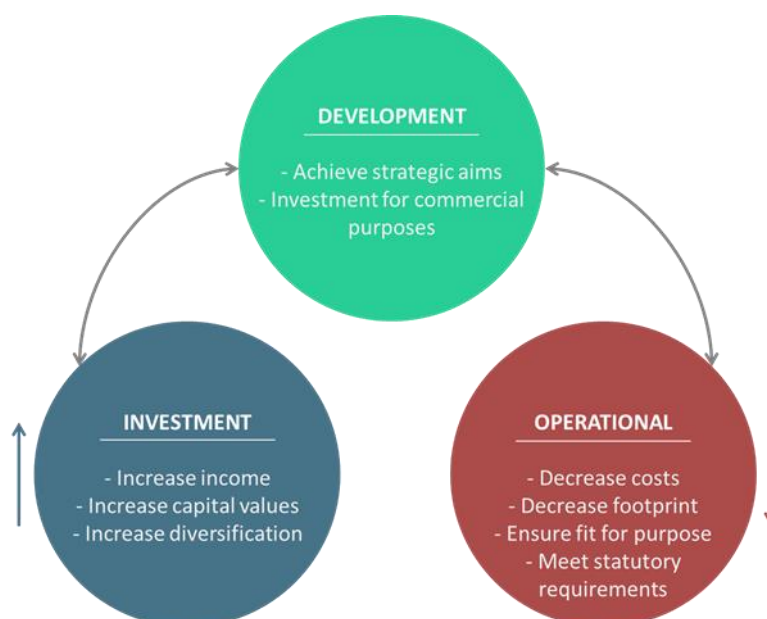 DEVELOPMENT
- Achieve strategic aims
- Investment for commercial
purposes
INVESTMENT
- Increase income
- Increase capital values
- Increase diversification
OPERATIONAL
- Decrease costs
- Decrease footprint
- Ensure fit for purpose
- Meet statutory
requirements